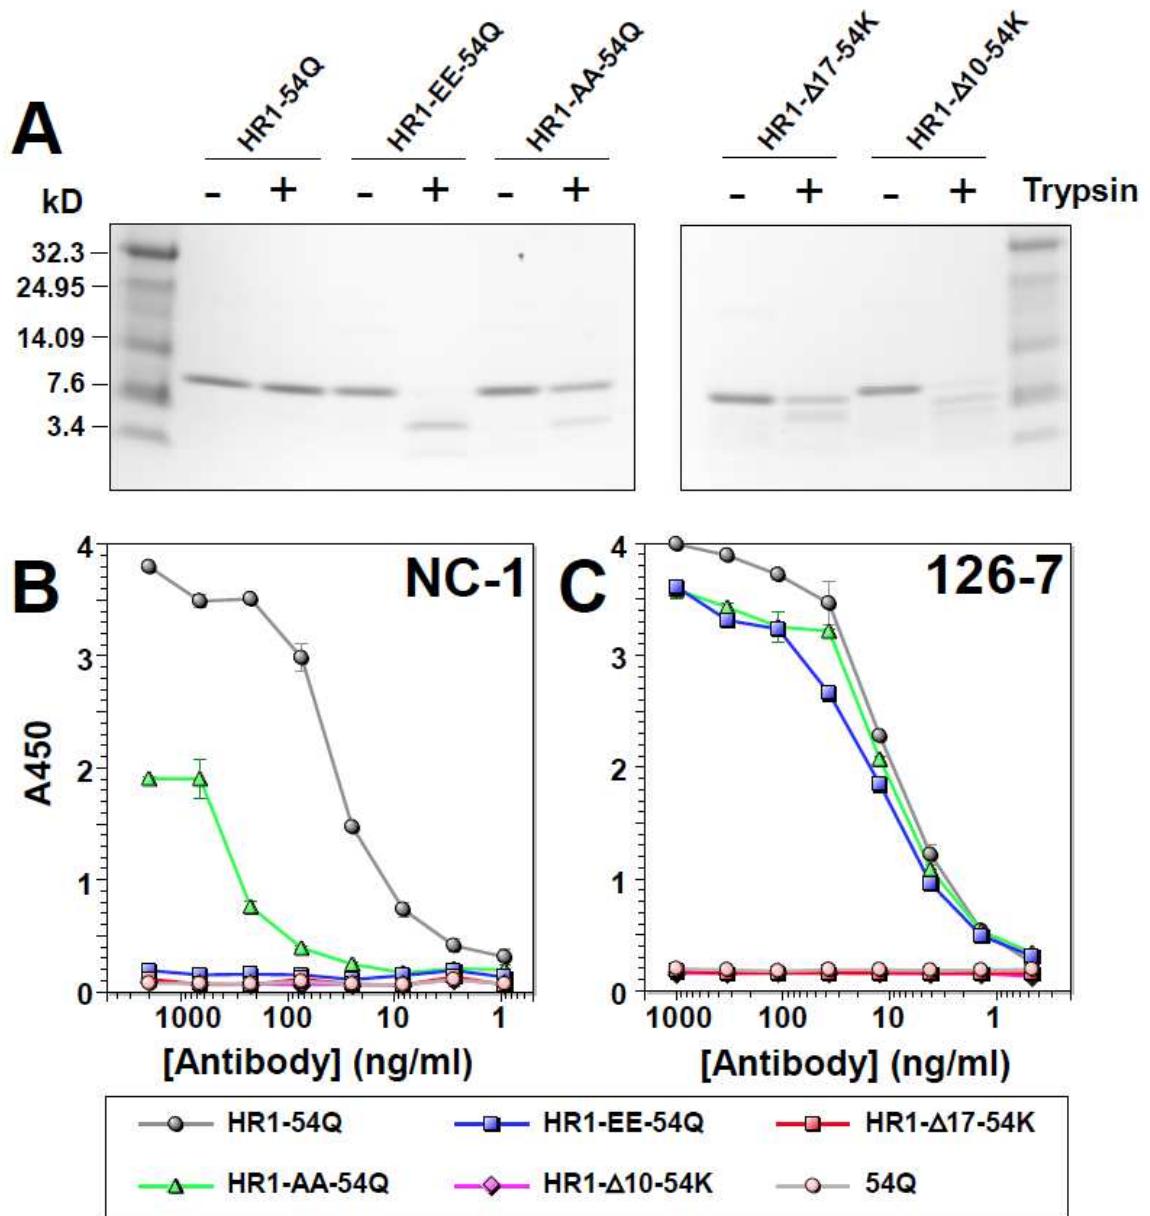 A
HR1-54Q
HR1-EE-54Q
HR1-AA-54Q
HR1-Δ17-54K
HR1-Δ10-54K
kD
- + - + - + - + - + Trypsin
32.3
24.95
14.09
7.6
3.4
B
NC-1
4
3
2
1
0
A450
1000 100 10 1
[Antibody] (ng/ml)
C
126-7
4
3
2
1
0
1000 100 10 1
[Antibody] (ng/ml)
HR1-54Q HR1-EE-54Q HR1-Δ17-54K
HR1-AA-54Q HR1-Δ10-54K 54Q